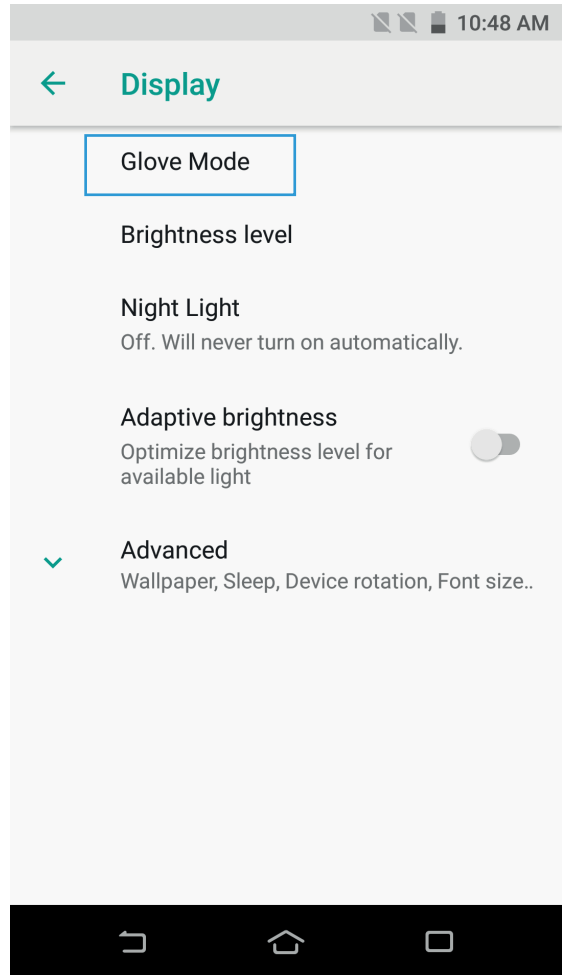 10:48 AM
Display
Glove Mode
Brightness level
Night Light
Off. Will never turn on automatically.
Adaptive brightness
Optimize brightness level for
available light
Advanced
Wallpaper, Sleep, Device rotation, Font size..